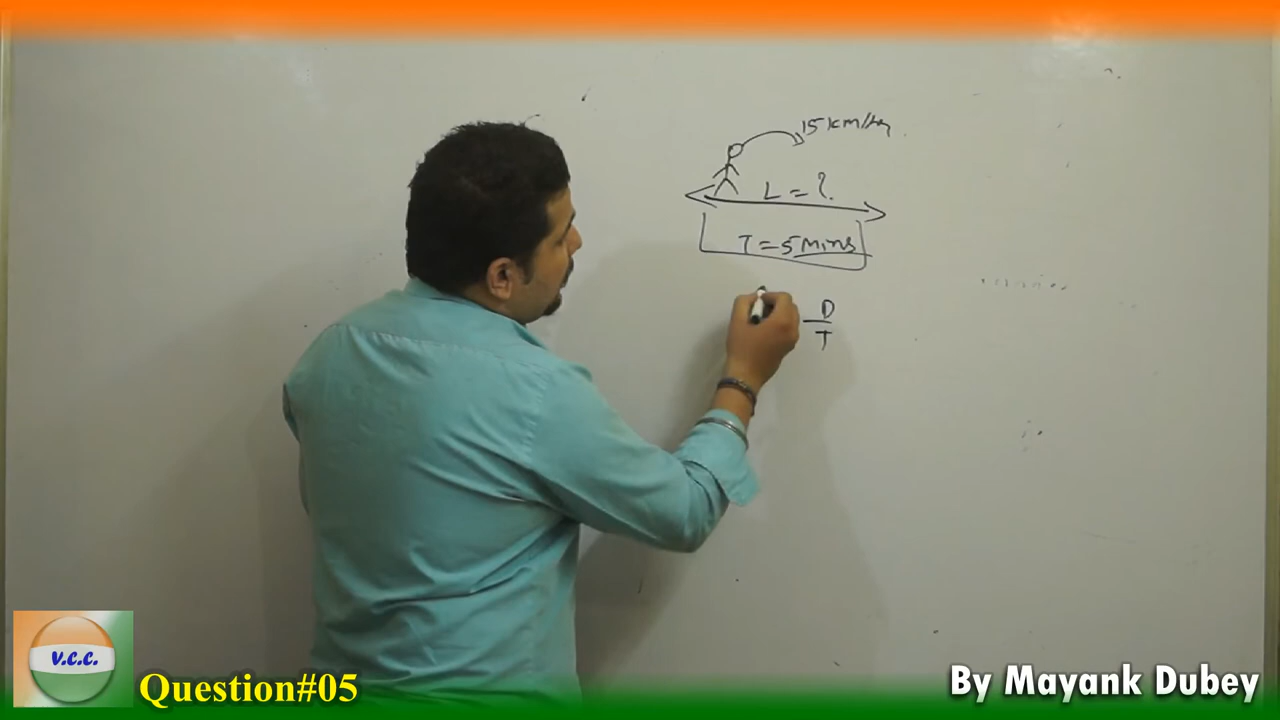 15 km/hr
L = ?
T = 5 Mins
D
T
V.C.C.
Question#05
By Mayank Dubey